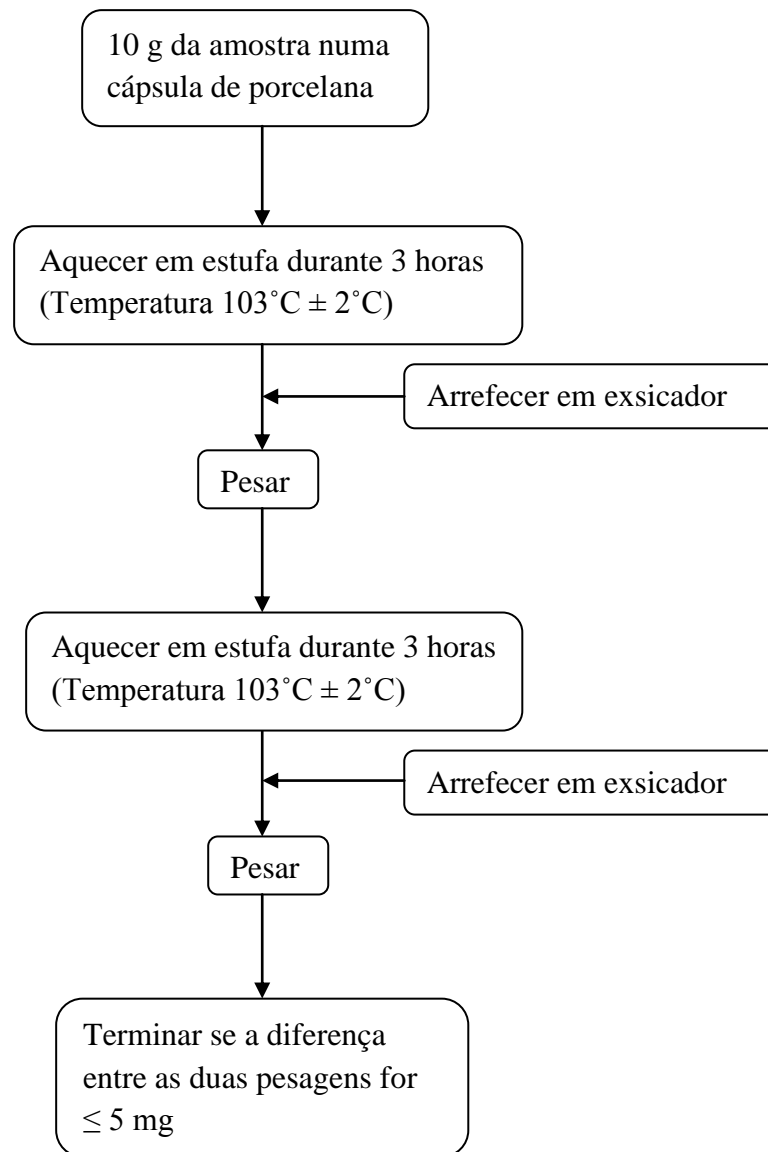 10 g da amostra numa
cápsula de porcelana
Aquecer em estufa durante 3 horas
(Temperatura 103˚C ± 2˚C)
Arrefecer em exsicador
Pesar
Aquecer em estufa durante 3 horas
(Temperatura 103˚C ± 2˚C)
Arrefecer em exsicador
Pesar
Terminar se a diferença
entre as duas pesagens for
≤ 5 mg